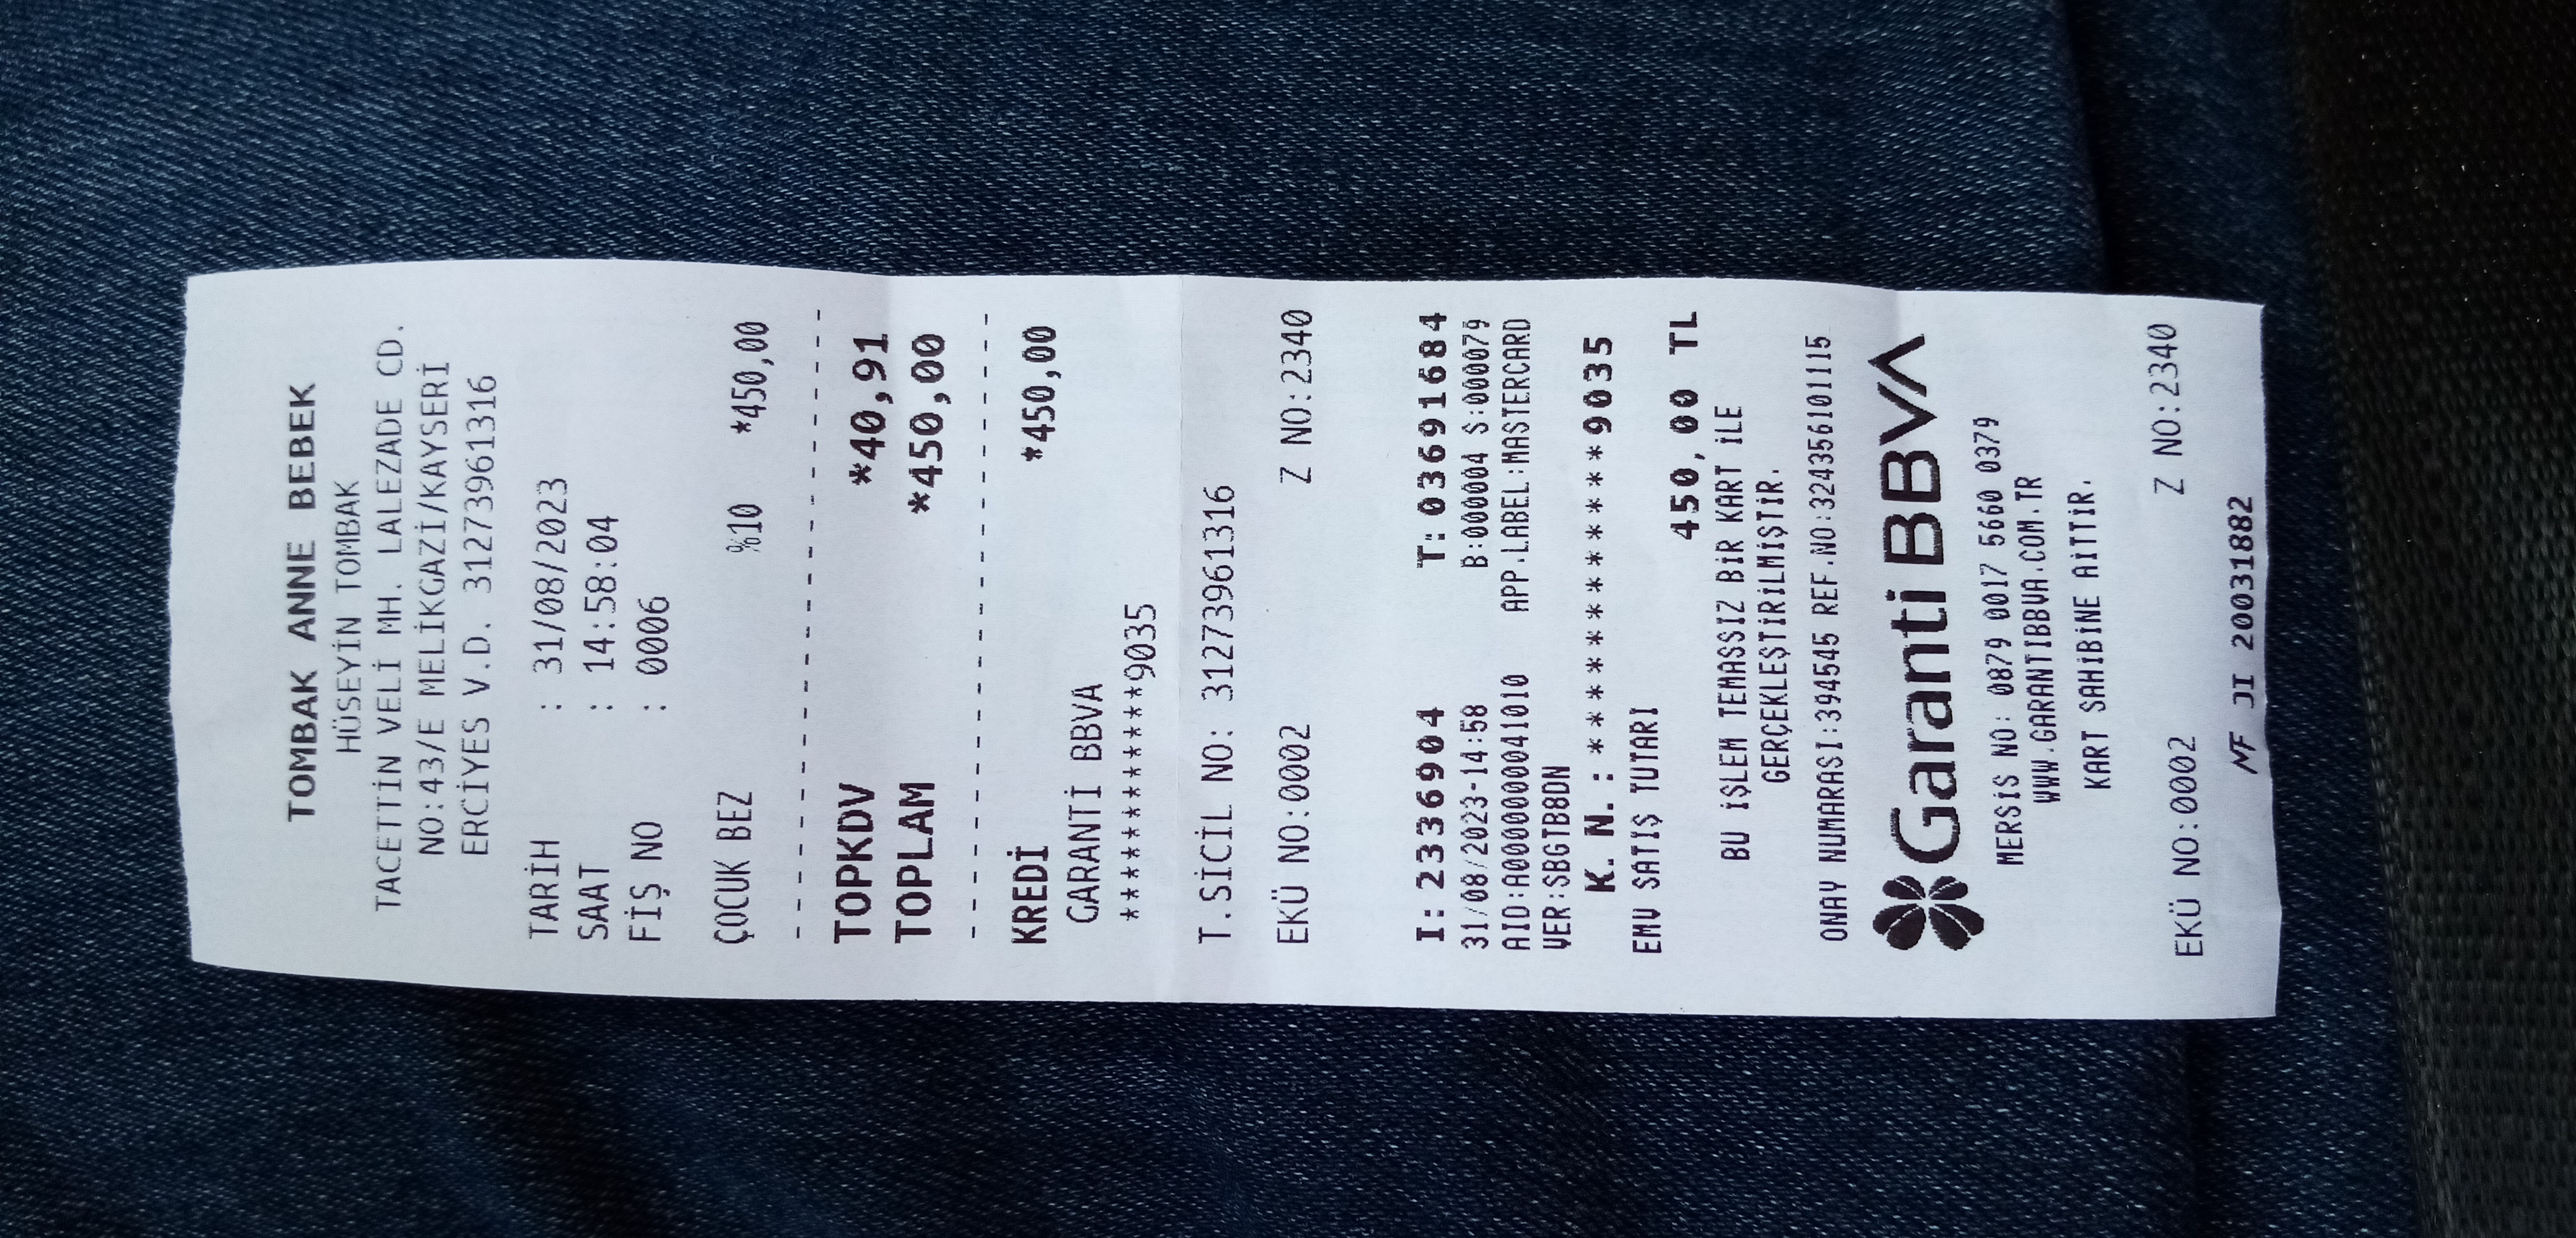 TOMBAK ANNE BEBEK
HÜSEYİN TOMBAK
TACETTİN VELİ MH. LALEZADE CD.
NO:43/E MELİKGAZİ/KAYSERİ
ERCİYES V.D. 31273961316
TARİH : 31/08/2023
SAAT : 14:58:04
FİŞ NO : 0006
ÇOCUK BEZ %10 *450,00
TOPKDV *40,91
TOPLAM *450,00
KREDİ *450,00
GARANTİ BBVA
************9035
T.SİCİL NO: 31273961316
EKÜ NO:0002 Z NO:2340
I:2336904 T:03691684
31/08/2023-14:58 B:000004 S:000079
AID:A0000000041010 APP.LABEL:MASTERCARD
VER:SBGTB8DN
K.N.:************9035
EMV SATIŞ TUTARI
450,00 TL
BU İŞLEM TEMASSIZ BİR KART İLE
GERÇEKLEŞTİRİLMİŞTİR.
ONAY NUMARASI:394545 REF.NO:324356101115
Garanti BBVA
MERSİS NO: 0879 0017 5660 0379
WWW.GARANTIBBVA.COM.TR
KART SAHİBİNE AİTTİR.
EKÜ NO:0002 Z NO:2340
MF JI 20031882